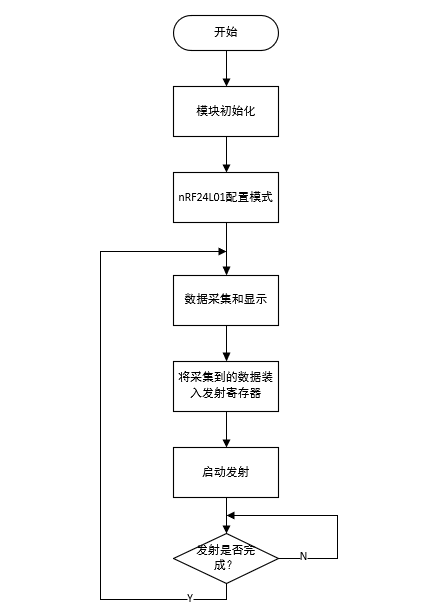 开始
模块初始化
nRF24L01配置模式
数据采集和显示
将采集到的数据装
入发射寄存器
启动发射
发射是否完
成？
N
Y